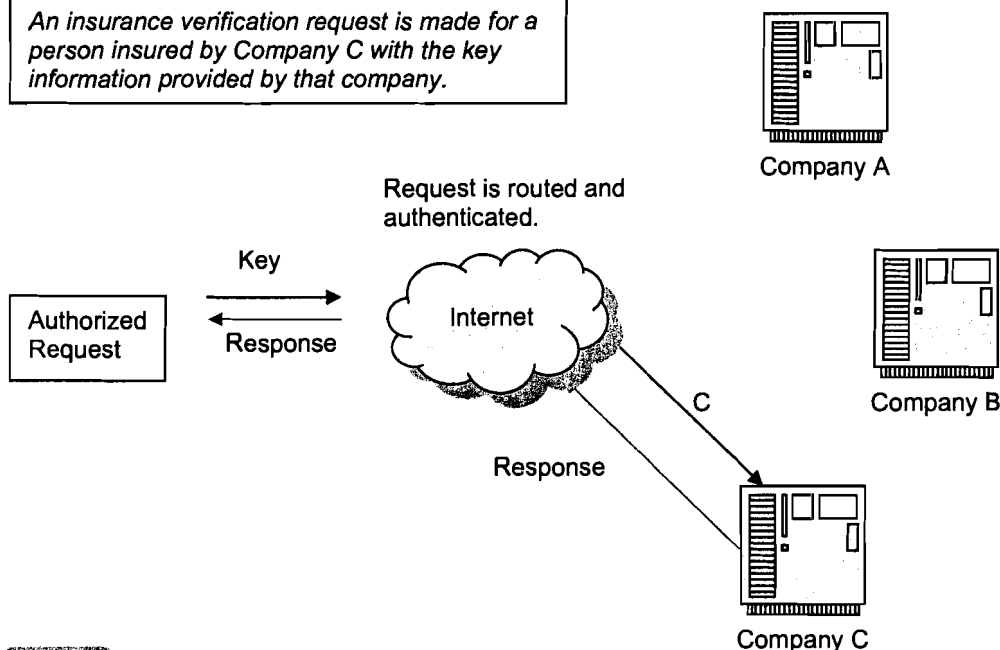 An insurance verification request is made for a
person insured by Company C with the key
information provided by that company.
Company A
Request is routed and
authenticated.
Key
Authorized
Request
Response
Internet
Company B
C
Response
Company C